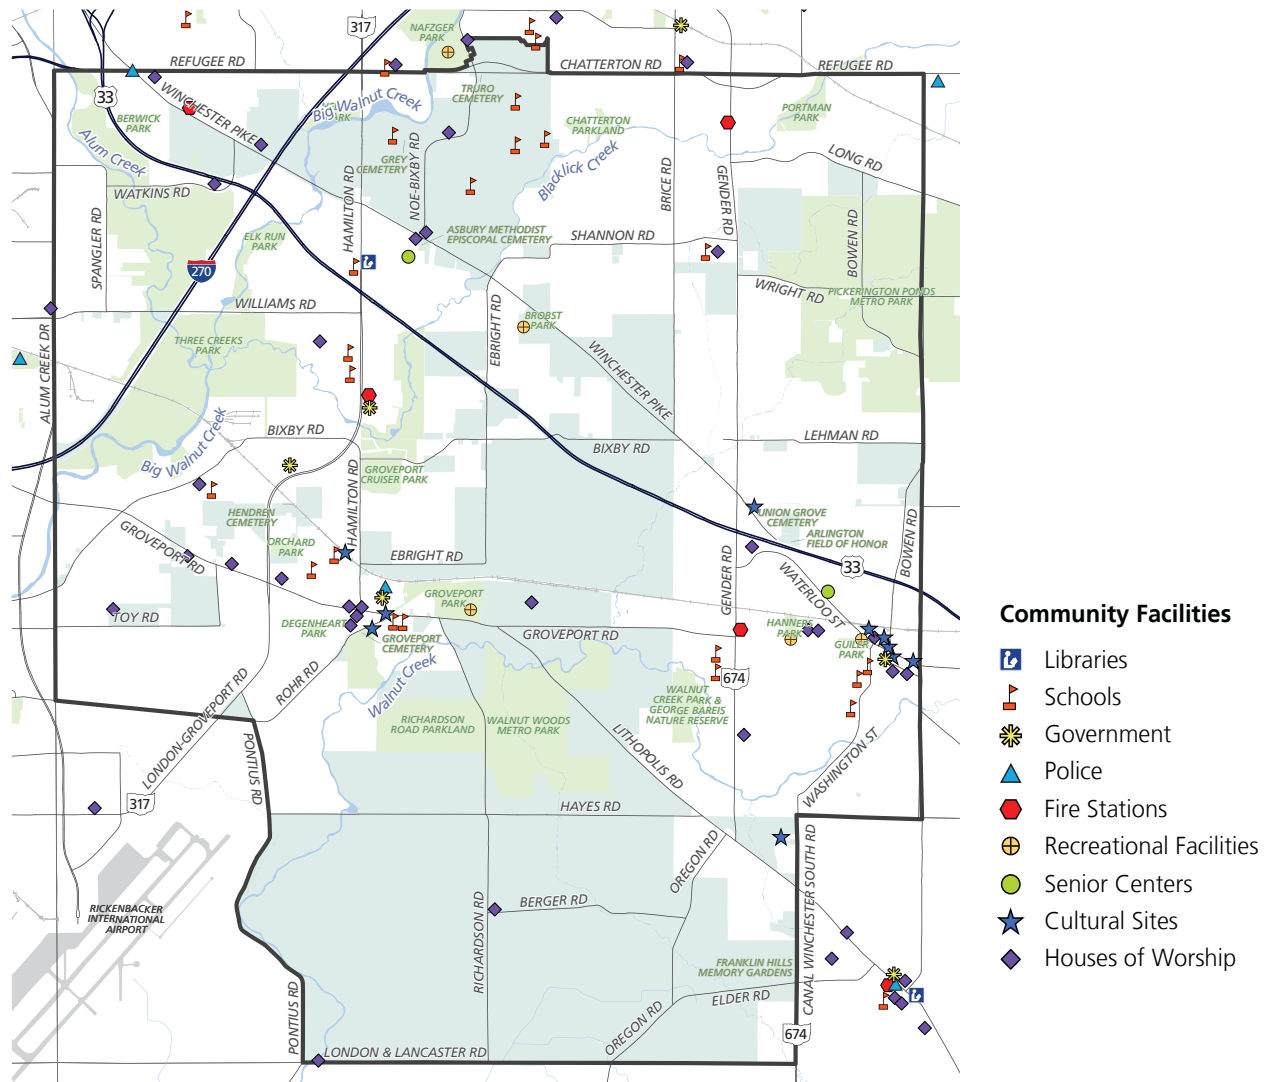 317
NAFZGER
PARK
REFUGEE RD
CHATTERTON RD
REFUGEE RD
33
WINCHESTER PIKE
Big Walnut Creek
TRURO
CEMETERY
BERWICK
PARK
CHATTERTON
PARKLAND
PORTMAN
PARK
Alum Creek
GREY
CEMETERY
NOE-BIXBY RD
Blacklick Creek
BRICE RD
GENDER RD
LONG RD
WATKINS RD
HAMILTON RD
SPANGLER RD
ELK RUN
PARK
ASBURY METHODIST
EPISCOPAL CEMETERY
SHANNON RD
BOWEN RD
270
WRIGHT RD
PICKERINGTON PONDS
METRO PARK
WILLIAMS RD
EBRIGHT RD
BROBST
PARK
ALUM CREEK DR
THREE CREEKS
PARK
WINCHESTER PIKE
Big Walnut Creek
BIXBY RD
BIXBY RD
LEHMAN RD
GROVEPORT
CRUISER PARK
HAMILTON RD
HENDREN
CEMETERY
UNION GROVE
CEMETERY
ARLINGTON
FIELD OF HONOR
BOWEN RD
GROVEPORT RD
ORCHARD
PARK
EBRIGHT RD
GENDER RD
33
WATERLOO ST
TOY RD
DEGENHEART
PARK
GROVEPORT
PARK
GROVEPORT RD
HANNERS
PARK
GUILER
PARK
GROVEPORT
CEMETERY
ROHR RD
Walnut Creek
674
WALNUT
CREEK PARK &
GEORGE BAREIS
NATURE RESERVE
LONDON-GROVEPORT RD
RICHARDSON
ROAD PARKLAND
WALNUT WOODS
METRO PARK
LITHOPOLIS RD
WASHINGTON ST
PONTIUS RD
317
HAYES RD
OREGON RD
CANAL WINCHESTER SOUTH RD
RICKENBACKER
INTERNATIONAL
AIRPORT
RICHARDSON RD
BERGER RD
FRANKLIN HILLS
MEMORY GARDENS
ELDER RD
PONTIUS RD
OREGON RD
674
LONDON & LANCASTER RD
Community Facilities
Libraries
Schools
Government
Police
Fire Stations
Recreational Facilities
Senior Centers
Cultural Sites
Houses of Worship